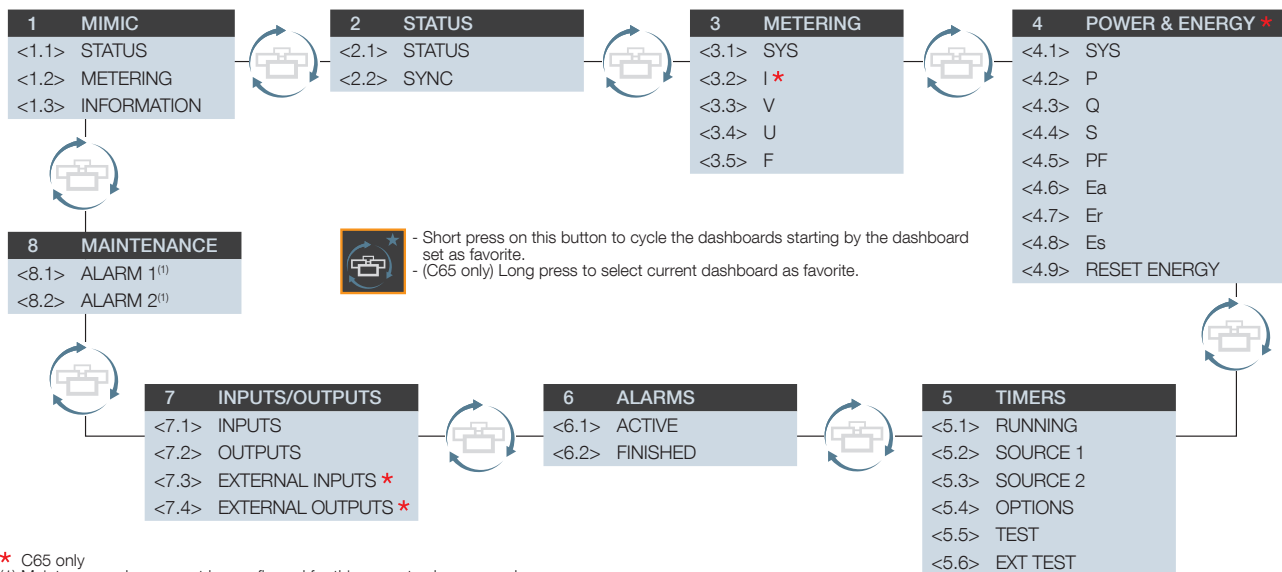 1 MIMIC
<1.1> STATUS
<1.2> METERING
<1.3> INFORMATION
2 STATUS
<2.1> STATUS
<2.2> SYNC
3 METERING
<3.1> SYS
<3.2> I *
<3.3> V
<3.4> U
<3.5> F
4 POWER & ENERGY *
<4.1> SYS
<4.2> P
<4.3> Q
<4.4> S
<4.5> PF
<4.6> Ea
<4.7> Er
<4.8> Es
<4.9> RESET ENERGY
8 MAINTENANCE
<8.1> ALARM 1(1)
<8.2> ALARM 2(1)
- Short press on this button to cycle the dashboards starting by the dashboard
set as favorite.
- (C65 only) Long press to select current dashboard as favorite.
7 INPUTS/OUTPUTS
<7.1> INPUTS
<7.2> OUTPUTS
<7.3> EXTERNAL INPUTS *
<7.4> EXTERNAL OUTPUTS *
6 ALARMS
<6.1> ACTIVE
<6.2> FINISHED
5 TIMERS
<5.1> RUNNING
<5.2> SOURCE 1
<5.3> SOURCE 2
<5.4> OPTIONS
<5.5> TEST
<5.6> EXT TEST
* C65 only